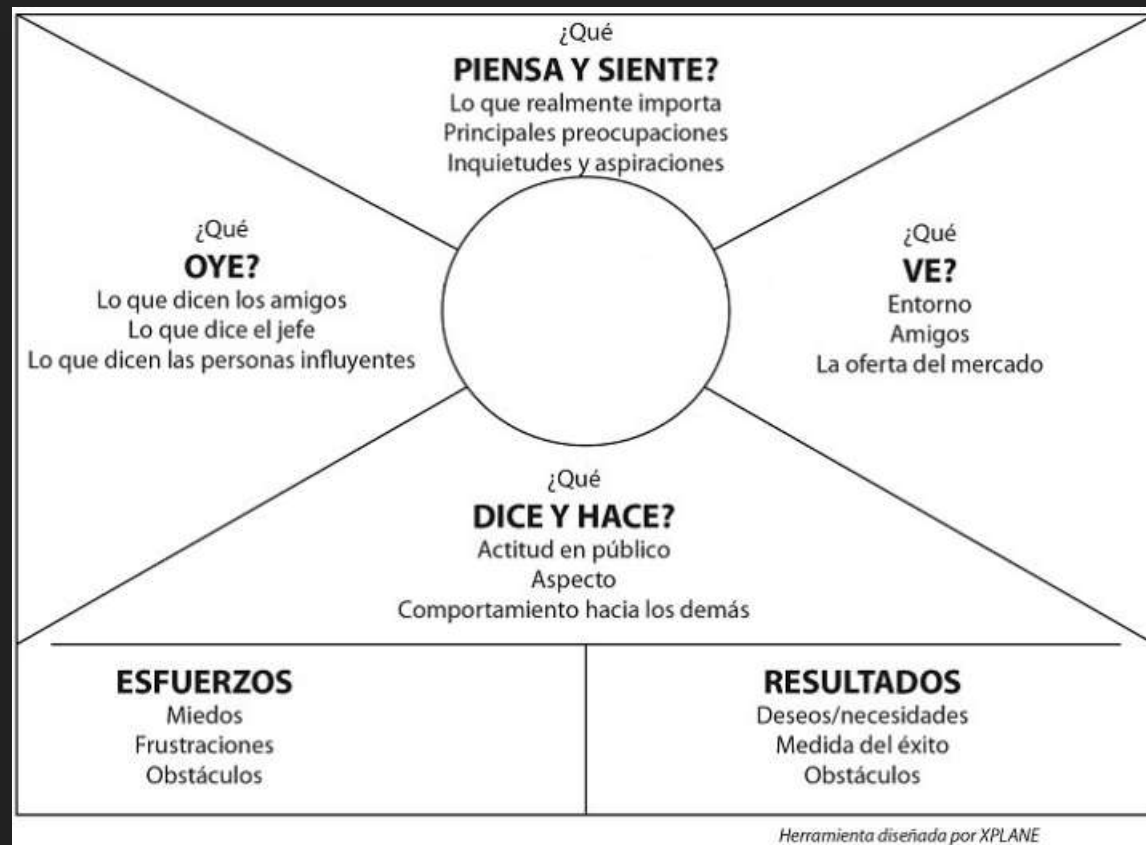 ¿Qué
PIENSA Y SIENTE?
Lo que realmente importa
Principales preocupaciones
Inquietudes y aspiraciones
¿Qué
OYE?
Lo que dicen los amigos
Lo que dice el jefe
Lo que dicen las personas influyentes
¿Qué
VE?
Entorno
Amigos
La oferta del mercado
¿Qué
DICE Y HACE?
Actitud en público
Aspecto
Comportamiento hacia los demás
ESFUERZOS
Miedos
Frustraciones
Obstáculos
RESULTADOS
Deseos/necesidades
Medida del éxito
Obstáculos
Herramienta diseñada por XPLANE